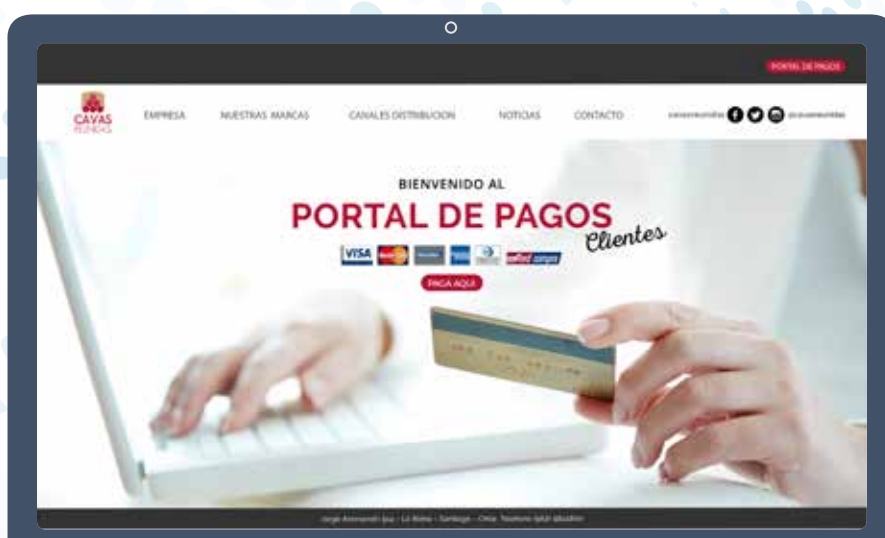 PORTAL DE PAGOS
CAVAS
REUNIDAS
EMPRESA
NUESTRAS MARCAS
CANALES DISTRIBUCION
NOTICIAS
CONTACTO
cavasreunidas
BIENVENIDO AL
PORTAL DE PAGOS
Clientes
VISA
PAGA AQUI